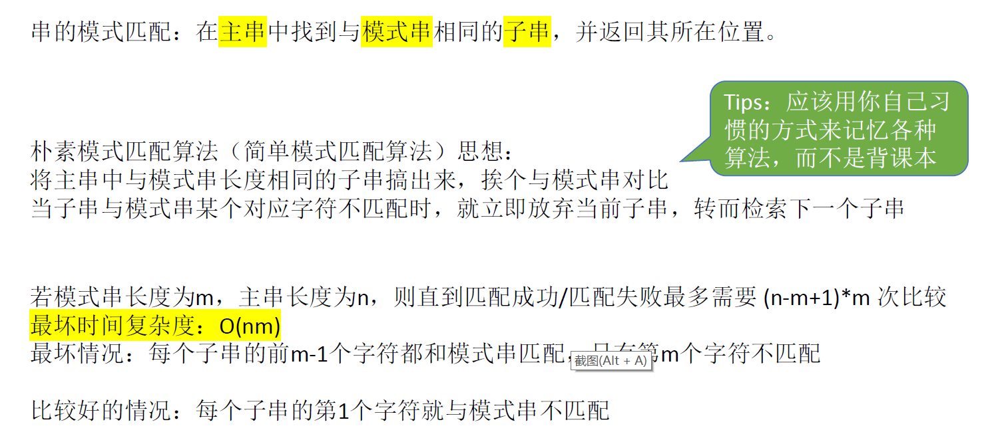 串的模式匹配：在主串中找到与模式串相同的子串，并返回其所在位置。
Tips：应该用你自己习
惯的方式来记忆各种
算法，而不是背课本
朴素模式匹配算法（简单模式匹配算法）思想：
将主串中与模式串长度相同的子串搞出来，挨个与模式串对比
当子串与模式串某个对应字符不匹配时，就立即放弃当前子串，转而检索下一个子串
若模式串长度为m，主串长度为n，则直到匹配成功/匹配失败最多需要 (n-m+1)*m 次比较
最坏时间复杂度：O(nm)
最坏情况：每个子串的前m-1个字符都和模式串匹配，只有第m个字符不匹配
截图(Alt + A)
比较好的情况：每个子串的第1个字符就与模式串不匹配